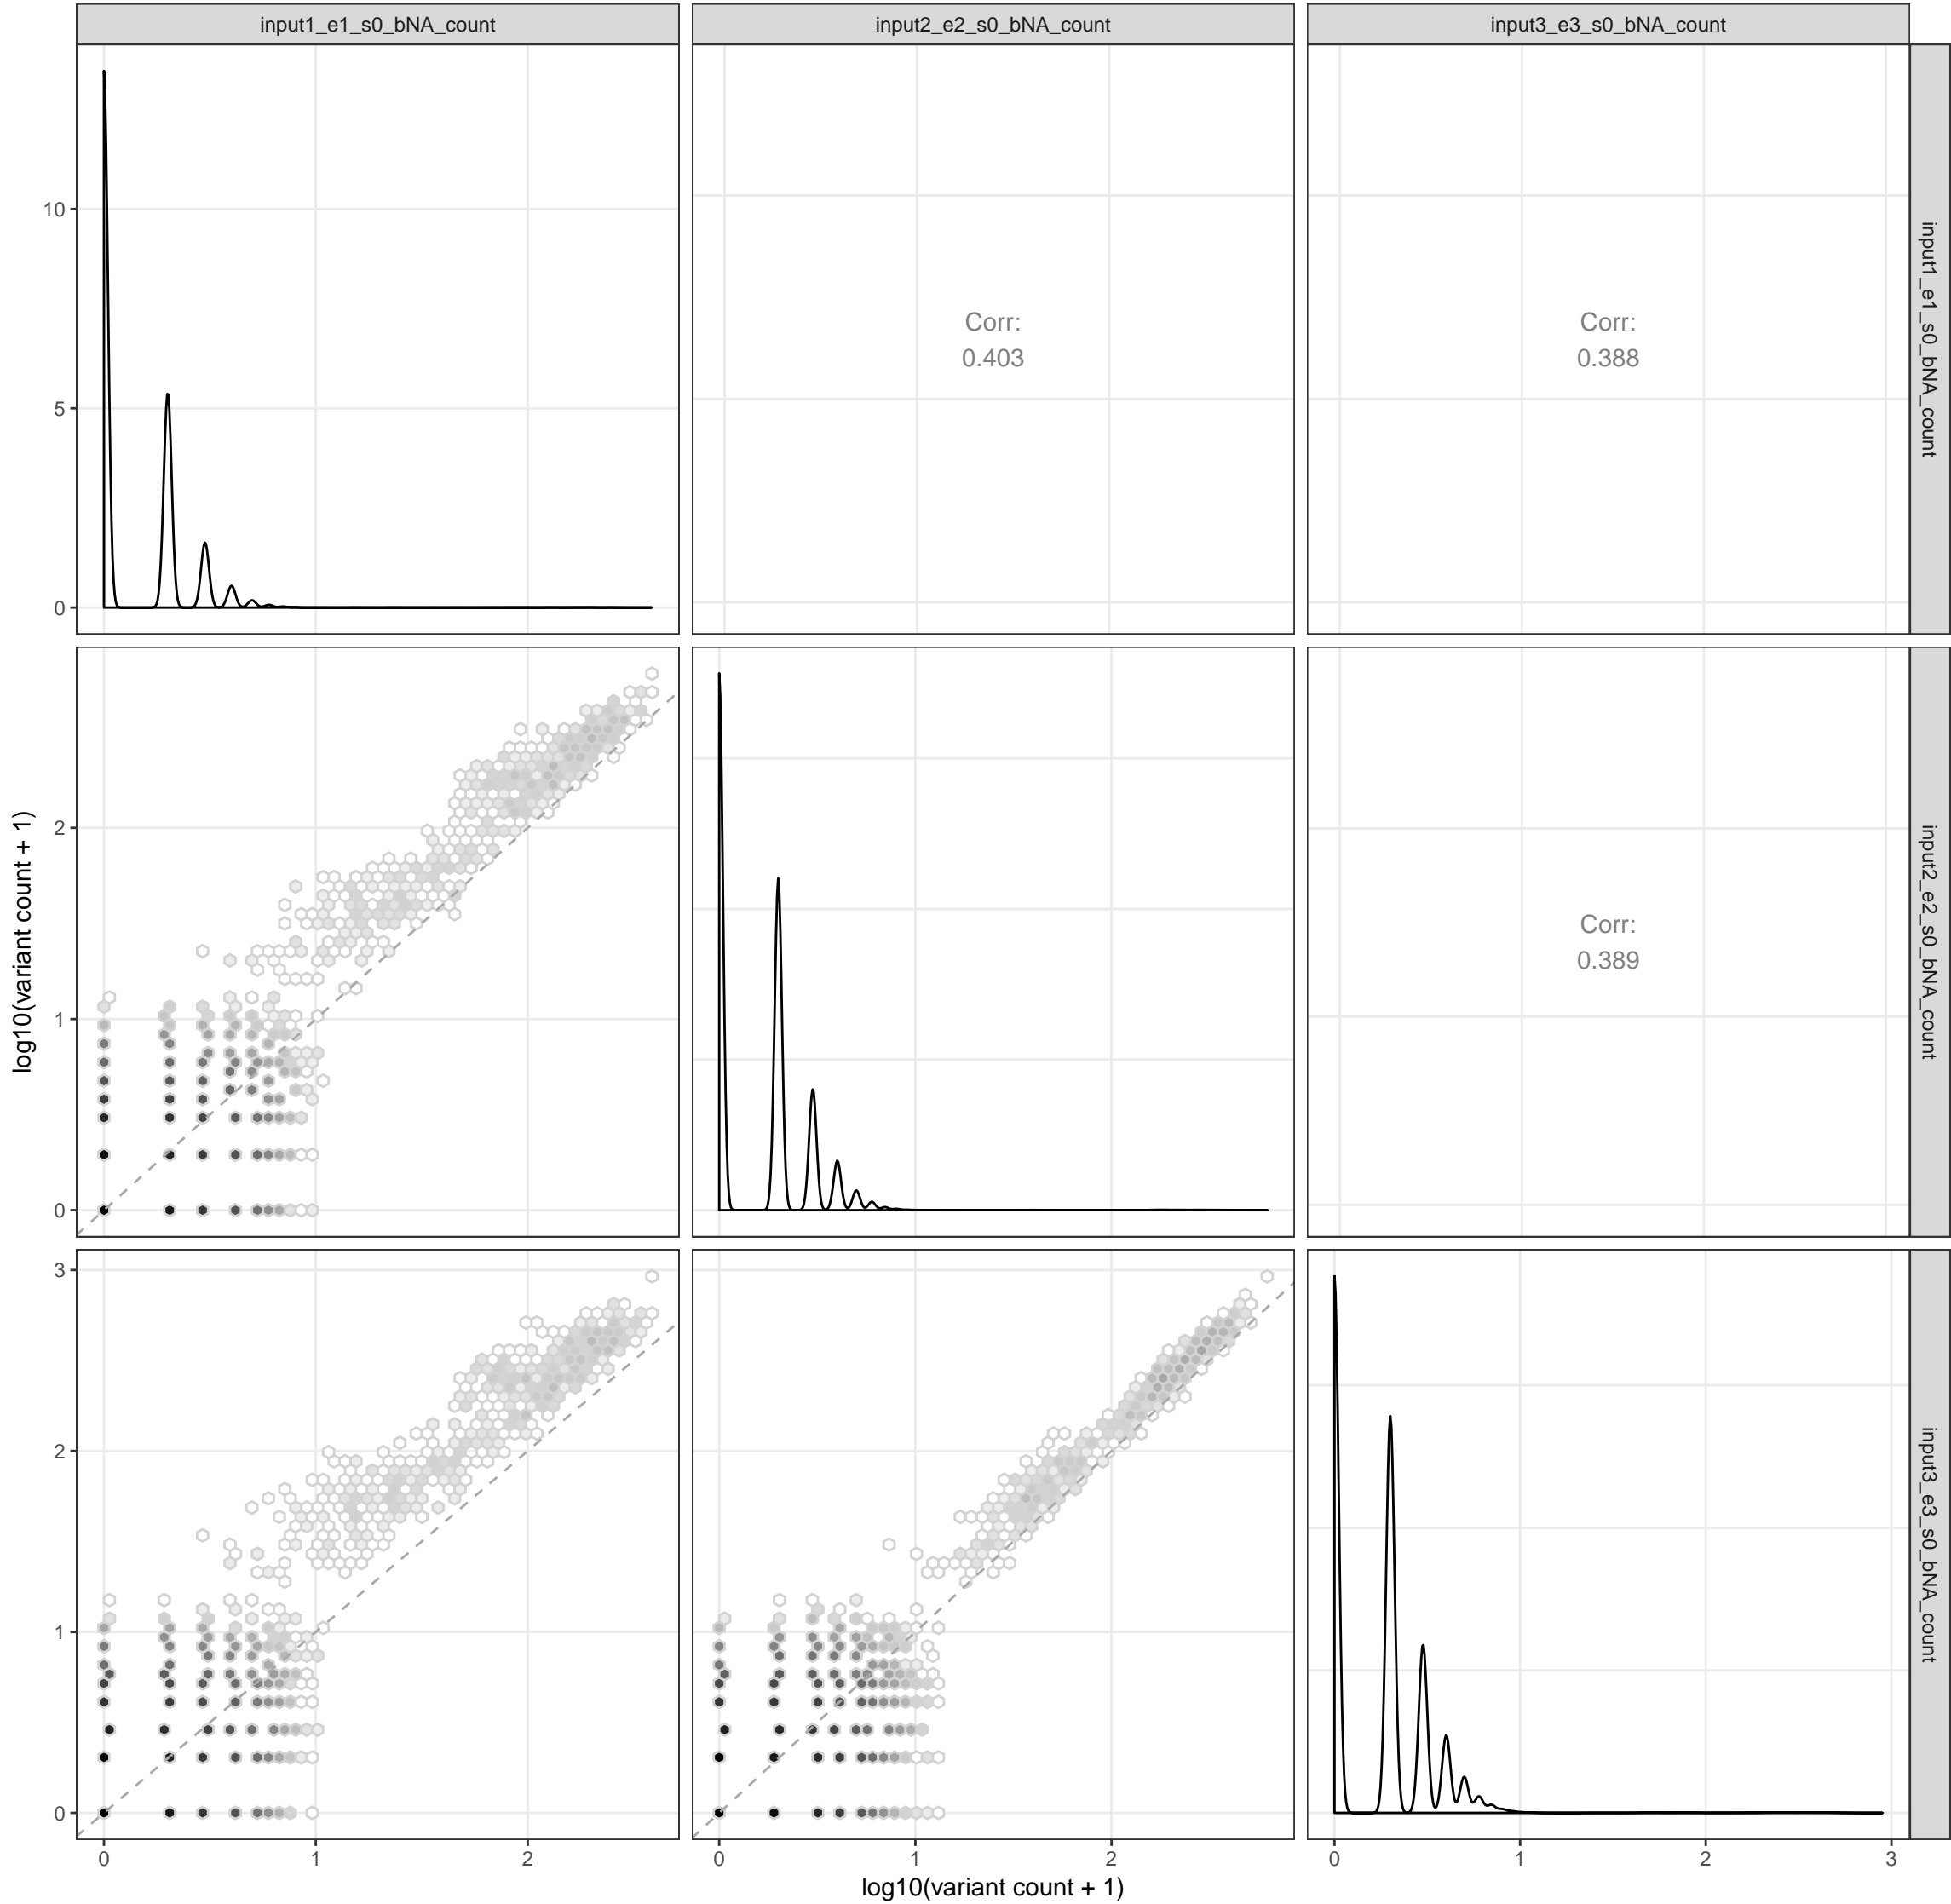 input1_e1_s0_bNA_count
input2_e2_s0_bNA_count
input3_e3_s0_bNA_count
10
5
0
Corr:
0.403
Corr:
0.388
input1_e1_s0_bNA_count
2
1
0
Corr:
0.389
input2_e2_s0_bNA_count
3
2
1
0
input3_e3_s0_bNA_count
0
1
2
0
1
2
0
1
2
3
log10(variant count + 1)
log10(variant count + 1)